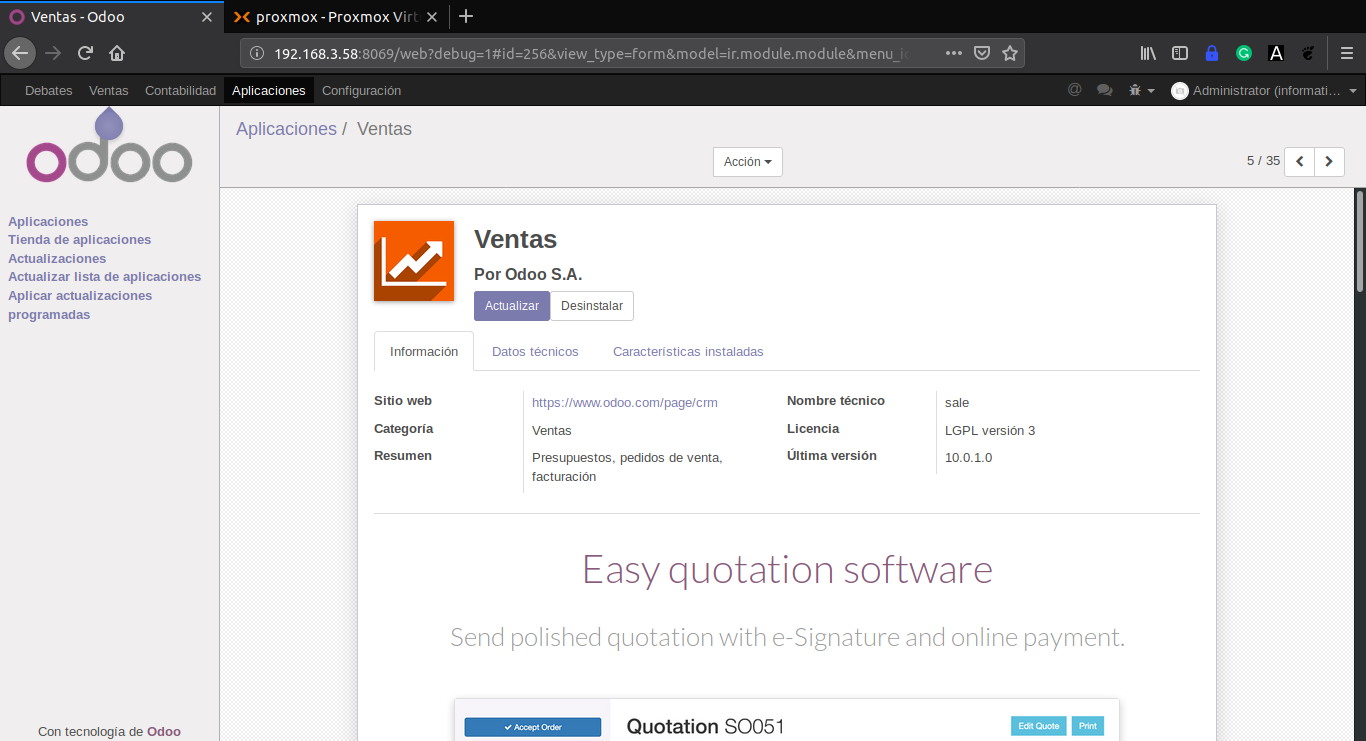 Ventas - Odoo
proxmox - Proxmox Virt
192.168.3.58:8069/web?debug=1#id=256&view_type=form&model=ir.module.module&menu_i
Debates Ventas Contabilidad Aplicaciones Configuración
@ Administrator (informati…
odoo
Aplicaciones
Tienda de aplicaciones
Actualizaciones
Actualizar lista de aplicaciones
Aplicar actualizaciones
programadas
Con tecnología de Odoo
Aplicaciones / Ventas
Acción
5 / 35
Ventas
Por Odoo S.A.
Actualizar Desinstalar
Información Datos técnicos Características instaladas
Sitio web https://www.odoo.com/page/crm
Categoría Ventas
Resumen Presupuestos, pedidos de venta,
facturación
Nombre técnico sale
Licencia LGPL versión 3
Última versión 10.0.1.0
Easy quotation software
Send polished quotation with e-Signature and online payment.
Accept Order
Quotation SO051
Edit Quote Print